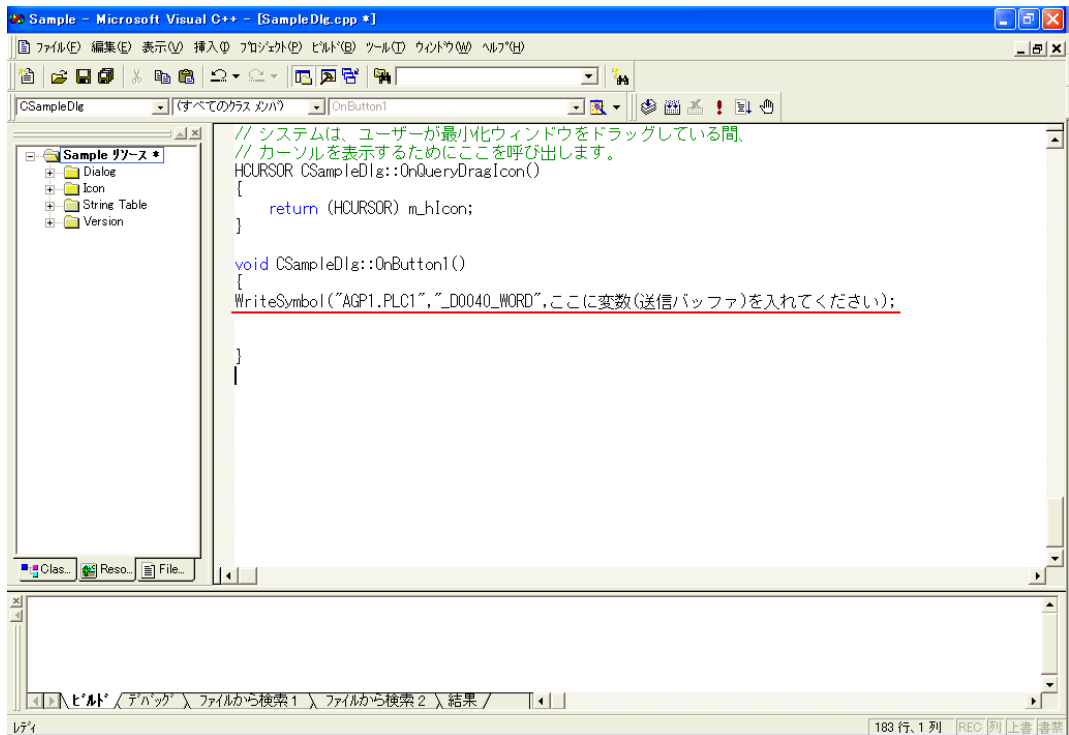 Sample - Microsoft Visual C++ - [SampleDlg.cpp *]
ファイル(F) 編集(E) 表示(V) 挿入(I) プロジェクト(P) ビルド(B) ツール(T) ウィンドウ(W) ヘルプ(H)
CSampleDlg (すべてのクラス メンバ) OnButton1
Sample リソース *
Dialog
Icon
String Table
Version
// システムは、ユーザーが最小化ウィンドウをドラッグしている間、
// カーソルを表示するためにここを呼び出します。
HCURSOR CSampleDlg::OnQueryDragIcon()
{
return (HCURSOR) m_hIcon;
}
void CSampleDlg::OnButton1()
{
WriteSymbol("AGP1.PLC1","_D0040_WORD",ここに変数(送信バッファ)を入れてください);
}
Clas... Reso... File...
ビルド デバッグ ファイルから検索1 ファイルから検索2 結果
レディ 183 行、1 列 REC 列 上書 書禁